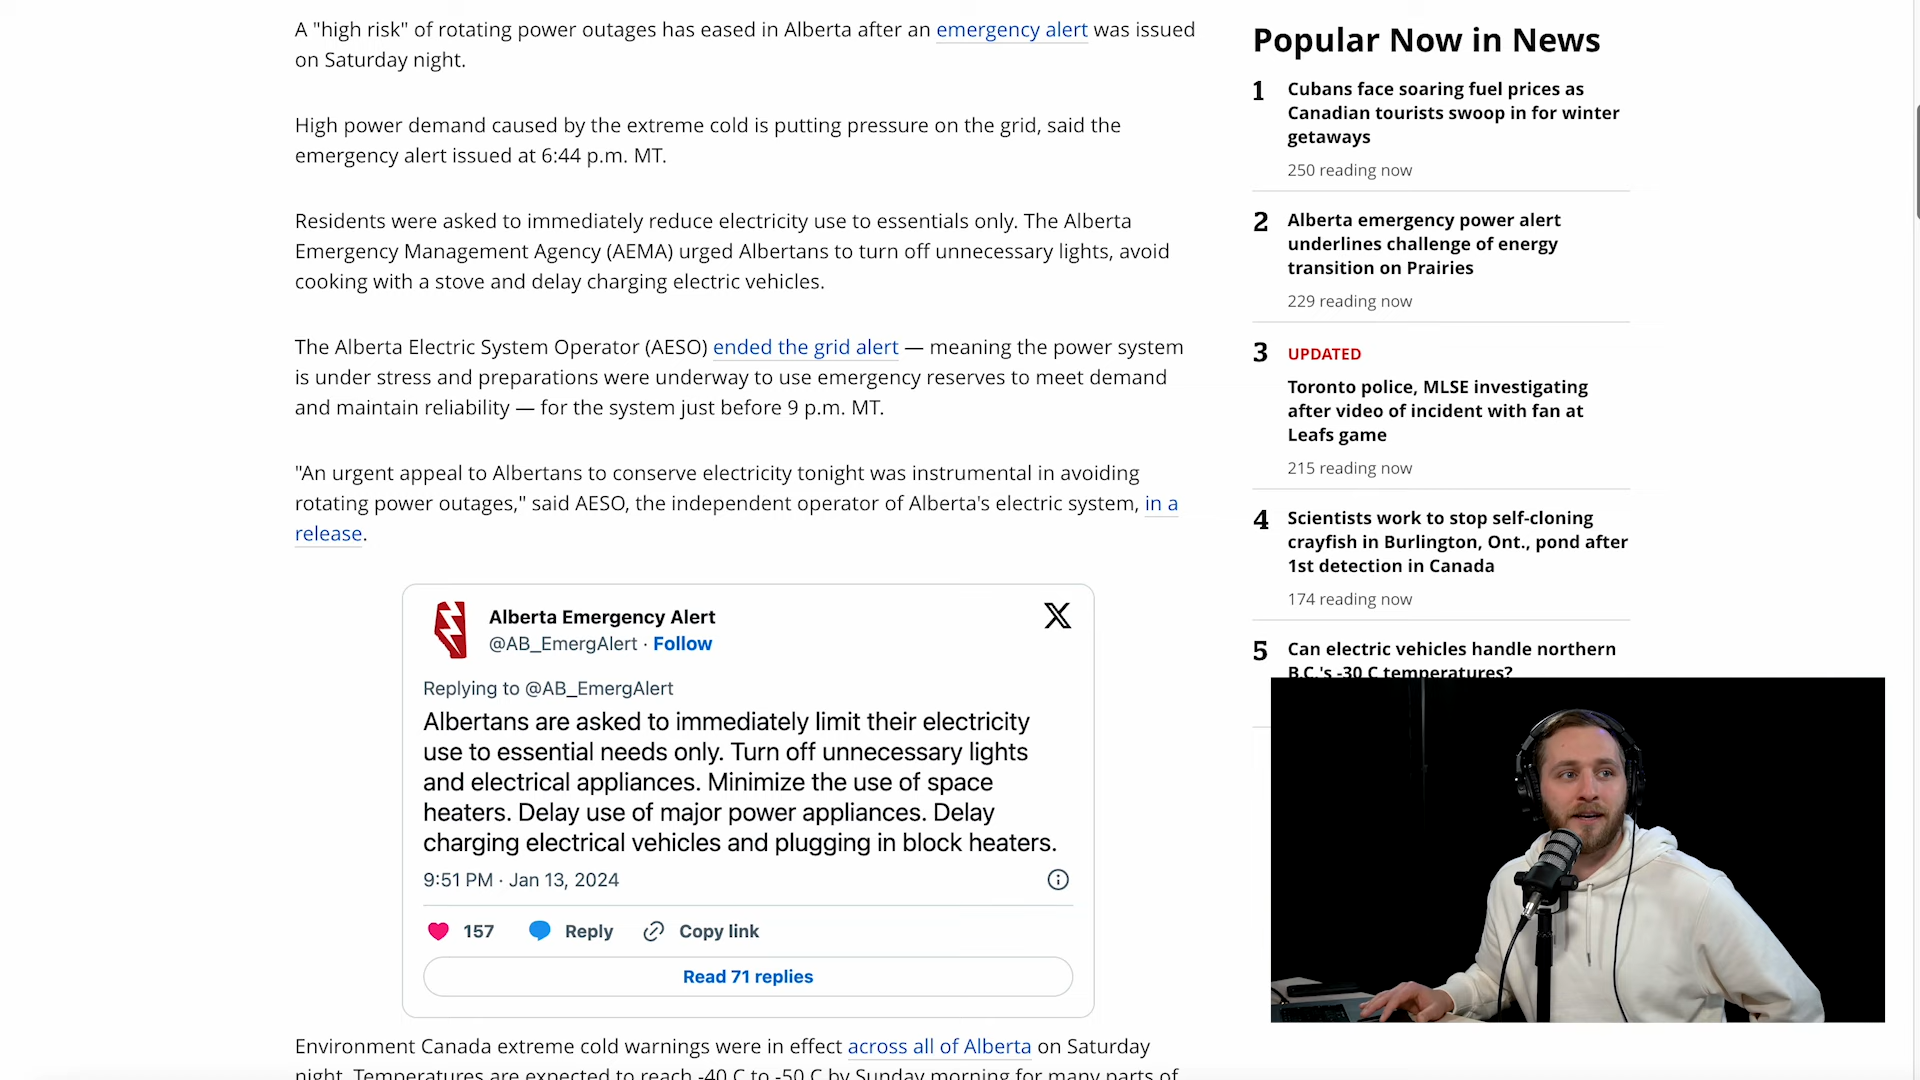 A "high risk" of rotating power outages has eased in Alberta after an emergency alert was issued
on Saturday night.
High power demand caused by the extreme cold is putting pressure on the grid, said the
emergency alert issued at 6:44 p.m. MT.
Residents were asked to immediately reduce electricity use to essentials only. The Alberta
Emergency Management Agency (AEMA) urged Albertans to turn off unnecessary lights, avoid
cooking with a stove and delay charging electric vehicles.
The Alberta Electric System Operator (AESO) ended the grid alert — meaning the power system
is under stress and preparations were underway to use emergency reserves to meet demand
and maintain reliability — for the system just before 9 p.m. MT.
"An urgent appeal to Albertans to conserve electricity tonight was instrumental in avoiding
rotating power outages," said AESO, the independent operator of Alberta's electric system, in a
release.
Alberta Emergency Alert
@AB_EmergAlert · Follow
Replying to @AB_EmergAlert
Albertans are asked to immediately limit their electricity
use to essential needs only. Turn off unnecessary lights
and electrical appliances. Minimize the use of space
heaters. Delay use of major power appliances. Delay
charging electrical vehicles and plugging in block heaters.
9:51 PM · Jan 13, 2024
157 Reply Copy link
Read 71 replies
Environment Canada extreme cold warnings were in effect across all of Alberta on Saturday
night. Temperatures are expected to reach -40 C to -50 C by Sunday morning for many parts of
Popular Now in News
1 Cubans face soaring fuel prices as
Canadian tourists swoop in for winter
getaways
250 reading now
2 Alberta emergency power alert
underlines challenge of energy
transition on Prairies
229 reading now
3 UPDATED
Toronto police, MLSE investigating
after video of incident with fan at
Leafs game
215 reading now
4 Scientists work to stop self-cloning
crayfish in Burlington, Ont., pond after
1st detection in Canada
174 reading now
5 Can electric vehicles handle northern
B.C.'s -30 C temperatures?